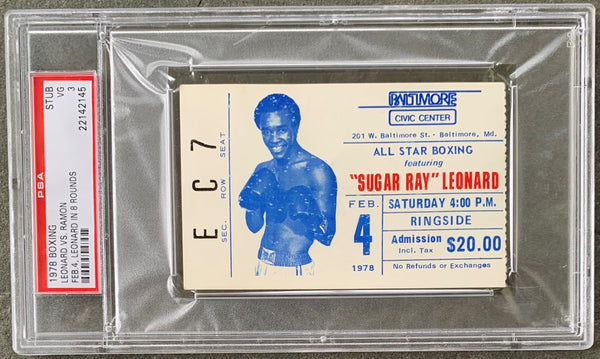 PSA
1978 BOXING
LEONARD VS. RAMON
FEB.4, LEONARD IN 8 ROUNDS
STUB
VG 3
22142145
E C 7
SEC. ROW SEAT
BALTIMORE
CIVIC CENTER
201 W. Baltimore St. - Baltimore, Md.
ALL STAR BOXING
featuring
"SUGAR RAY" LEONARD
FEB.
4
1978
SATURDAY 4:00 P.M.
RINGSIDE
Admission
Incl. Tax
$20.00
No Refunds or Exchanges